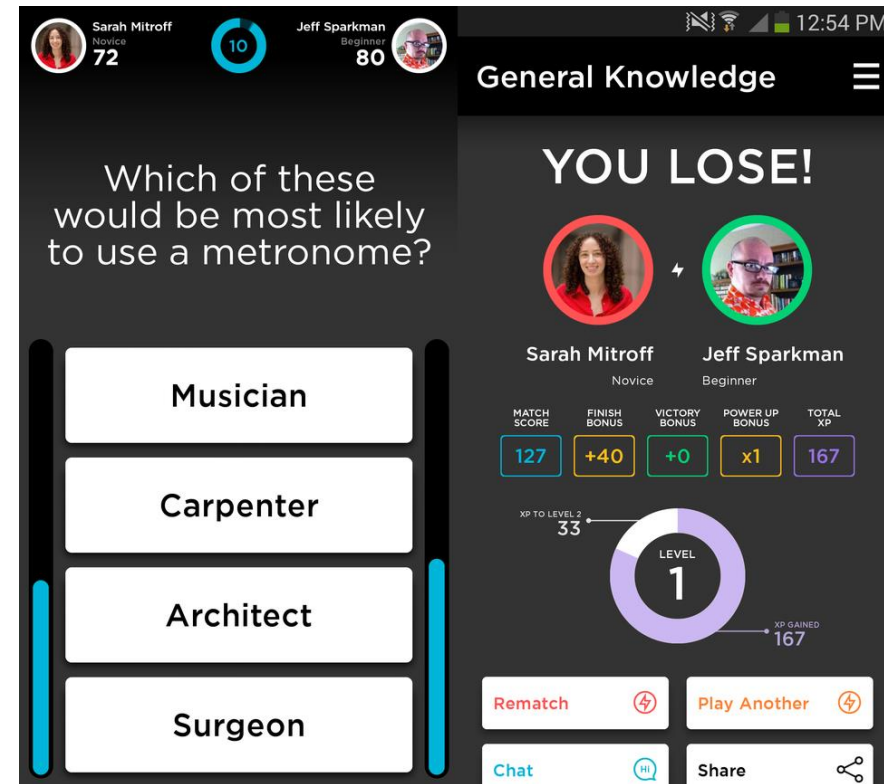 Sarah Mitroff
Novice
72
10
Jeff Sparkman
Beginner
80
Which of these
would be most likely
to use a metronome?
Musician
Carpenter
Architect
Surgeon
12:54 PM
General Knowledge
YOU LOSE!
Sarah Mitroff
Novice
Jeff Sparkman
Beginner
MATCH
SCORE
127
FINISH
BONUS
+40
VICTORY
BONUS
+0
POWER UP
BONUS
x1
TOTAL
XP
167
XP TO LEVEL 2
33
LEVEL
1
XP GAINED
167
Rematch
Play Another
Chat
Hi
Share